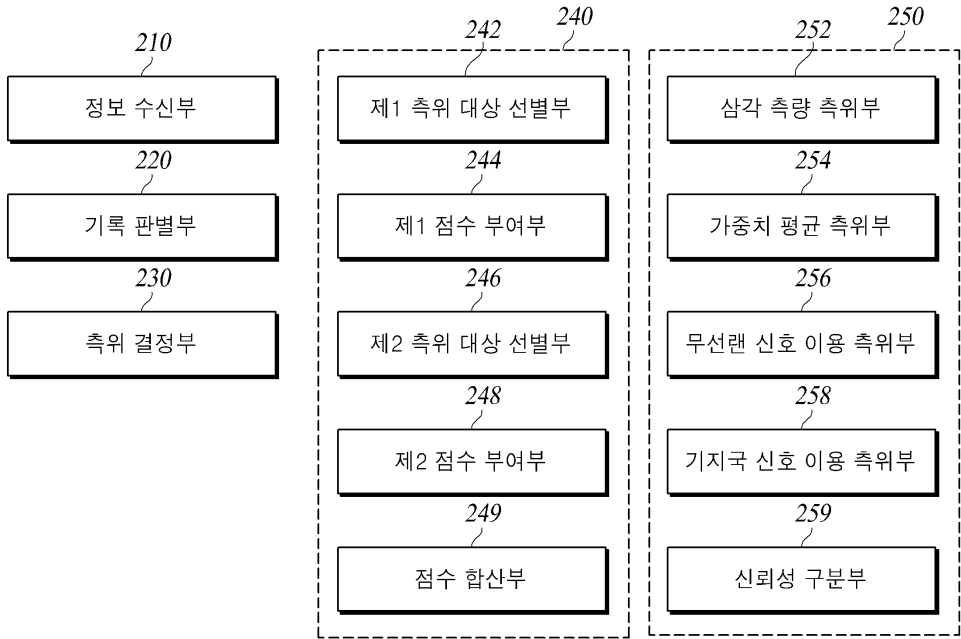 210
정보 수신부
220
기록 판별부
230
측위 결정부
240
242
제1 측위 대상 선별부
244
제1 점수 부여부
246
제2 측위 대상 선별부
248
제2 점수 부여부
249
점수 합산부
250
252
삼각 측량 측위부
254
가중치 평균 측위부
256
무선랜 신호 이용 측위부
258
기지국 신호 이용 측위부
259
신뢰성 구분부